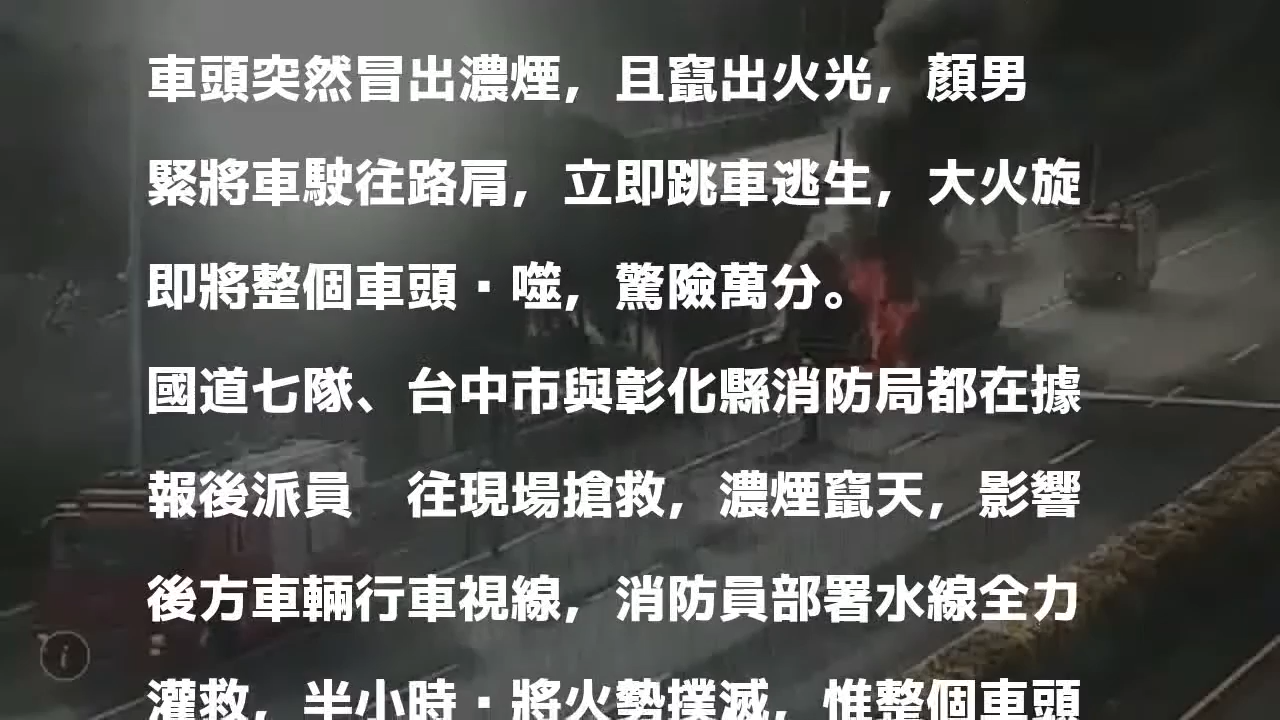 車頭突然冒出濃煙，且竄出火光，顏男
緊將車駛往路肩，立即跳車逃生，大火旋
即將整個車頭·噬，驚險萬分。
國道七隊、台中市與彰化縣消防局都在據
報後派員　往現場搶救，濃煙竄天，影響
後方車輛行車視線，消防員部署水線全力
灌救，半小時·將火勢撲滅，惟整個車頭